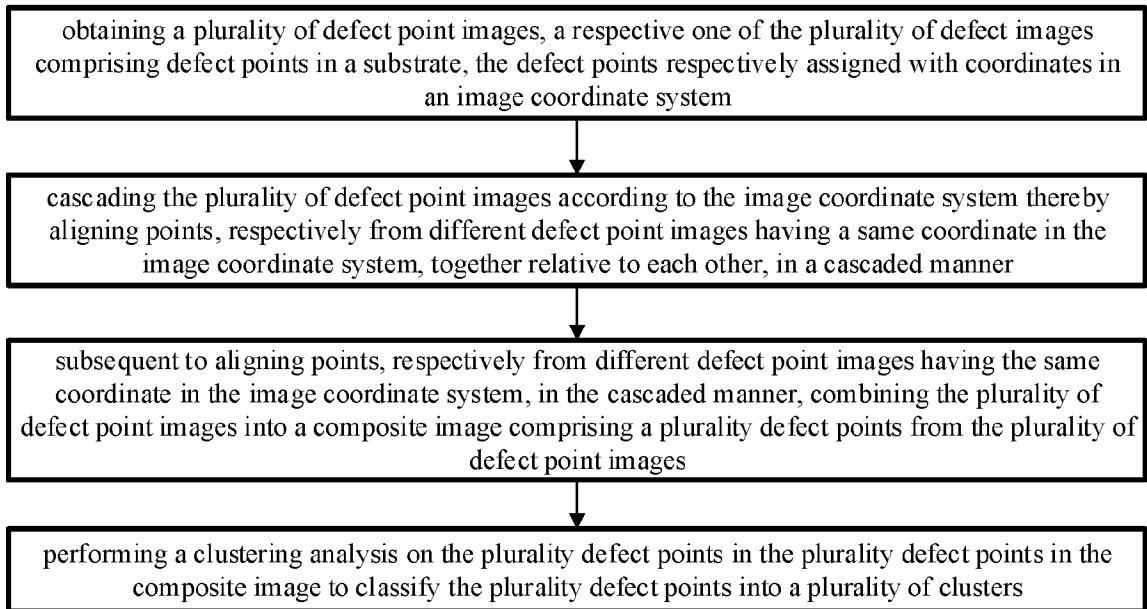 obtaining a plurality of defect point images, a respective one of the plurality of defect images
comprising defect points in a substrate, the defect points respectively assigned with coordinates in
an image coordinate system
cascading the plurality of defect point images according to the image coordinate system thereby
aligning points, respectively from different defect point images having a same coordinate in the
image coordinate system, together relative to each other, in a cascaded manner
subsequent to aligning points, respectively from different defect point images having the same
coordinate in the image coordinate system, in the cascaded manner, combining the plurality of
defect point images into a composite image comprising a plurality defect points from the plurality of
defect point images
performing a clustering analysis on the plurality defect points in the plurality defect points in the
composite image to classify the plurality defect points into a plurality of clusters